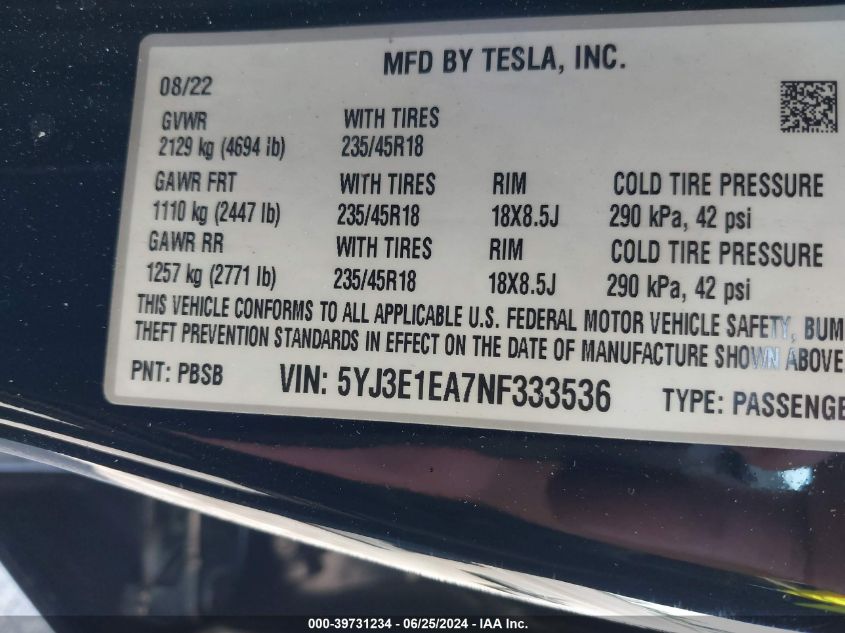 MFD BY TESLA, INC.
08/22
GVWR WITH TIRES
2129 kg (4694 lb) 235/45R18
GAWR FRT WITH TIRES RIM COLD TIRE PRESSURE
1110 kg (2447 lb) 235/45R18 18X8.5J 290 kPa, 42 psi
GAWR RR WITH TIRES RIM COLD TIRE PRESSURE
1257 kg (2771 lb) 235/45R18 18X8.5J 290 kPa, 42 psi
THIS VEHICLE CONFORMS TO ALL APPLICABLE U.S. FEDERAL MOTOR VEHICLE SAFETY, BUM
THEFT PREVENTION STANDARDS IN EFFECT ON THE DATE OF MANUFACTURE SHOWN ABOVE
PNT: PBSB VIN: 5YJ3E1EA7NF333536 TYPE: PASSENGE
000-39731234 - 06/25/2024 - IAA Inc.